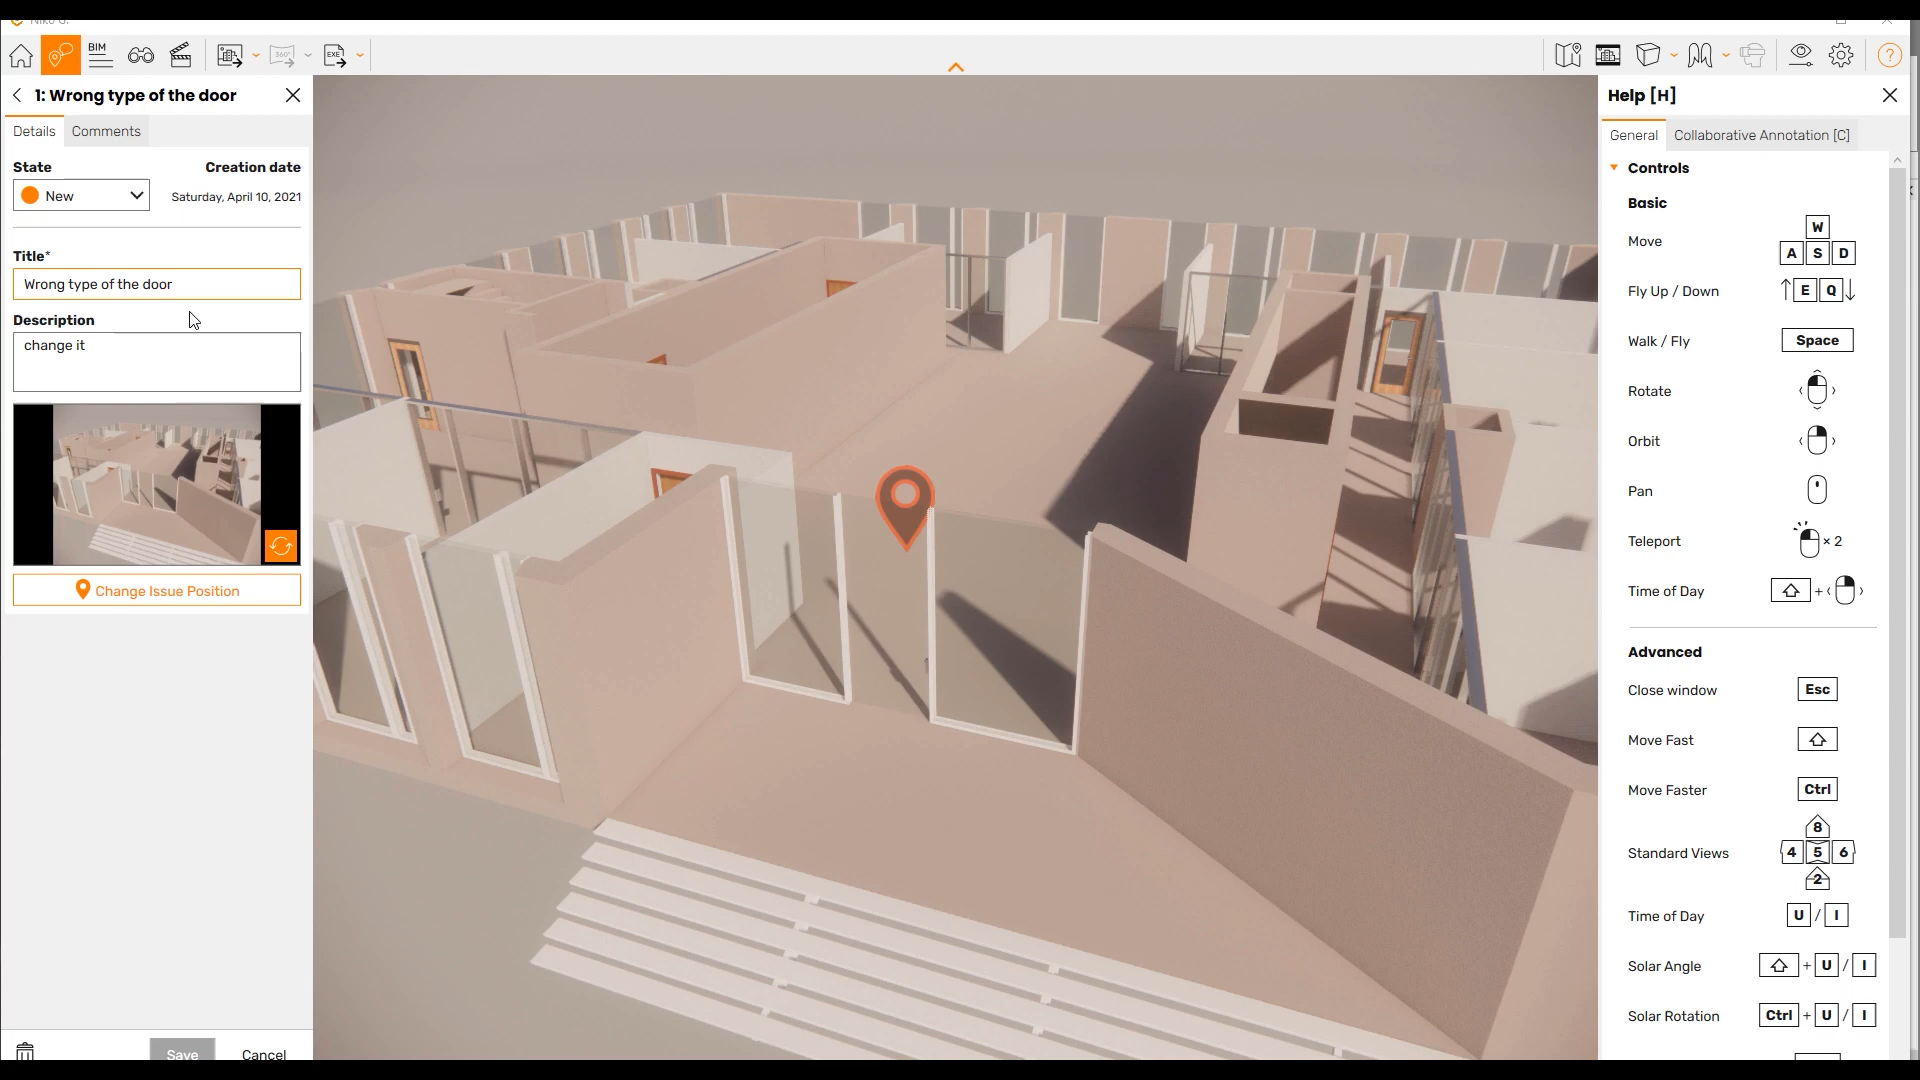 Niko G.
BIM
360°
EXE
?
1: Wrong type of the door
Details
Comments
State
Creation date
New
Saturday, April 10, 2021
Title*
Wrong type of the door
Description
change it
Change Issue Position
Save
Cancel
Help [H]
General
Collaborative Annotation [C]
Controls
Basic
Move
W
A S D
Fly Up / Down
E Q
Walk / Fly
Space
Rotate
Orbit
Pan
Teleport
× 2
Time of Day
+
Advanced
Close window
Esc
Move Fast
Move Faster
Ctrl
Standard Views
8
4 5 6
2
Time of Day
U / I
Solar Angle
+ U / I
Solar Rotation
Ctrl + U / I